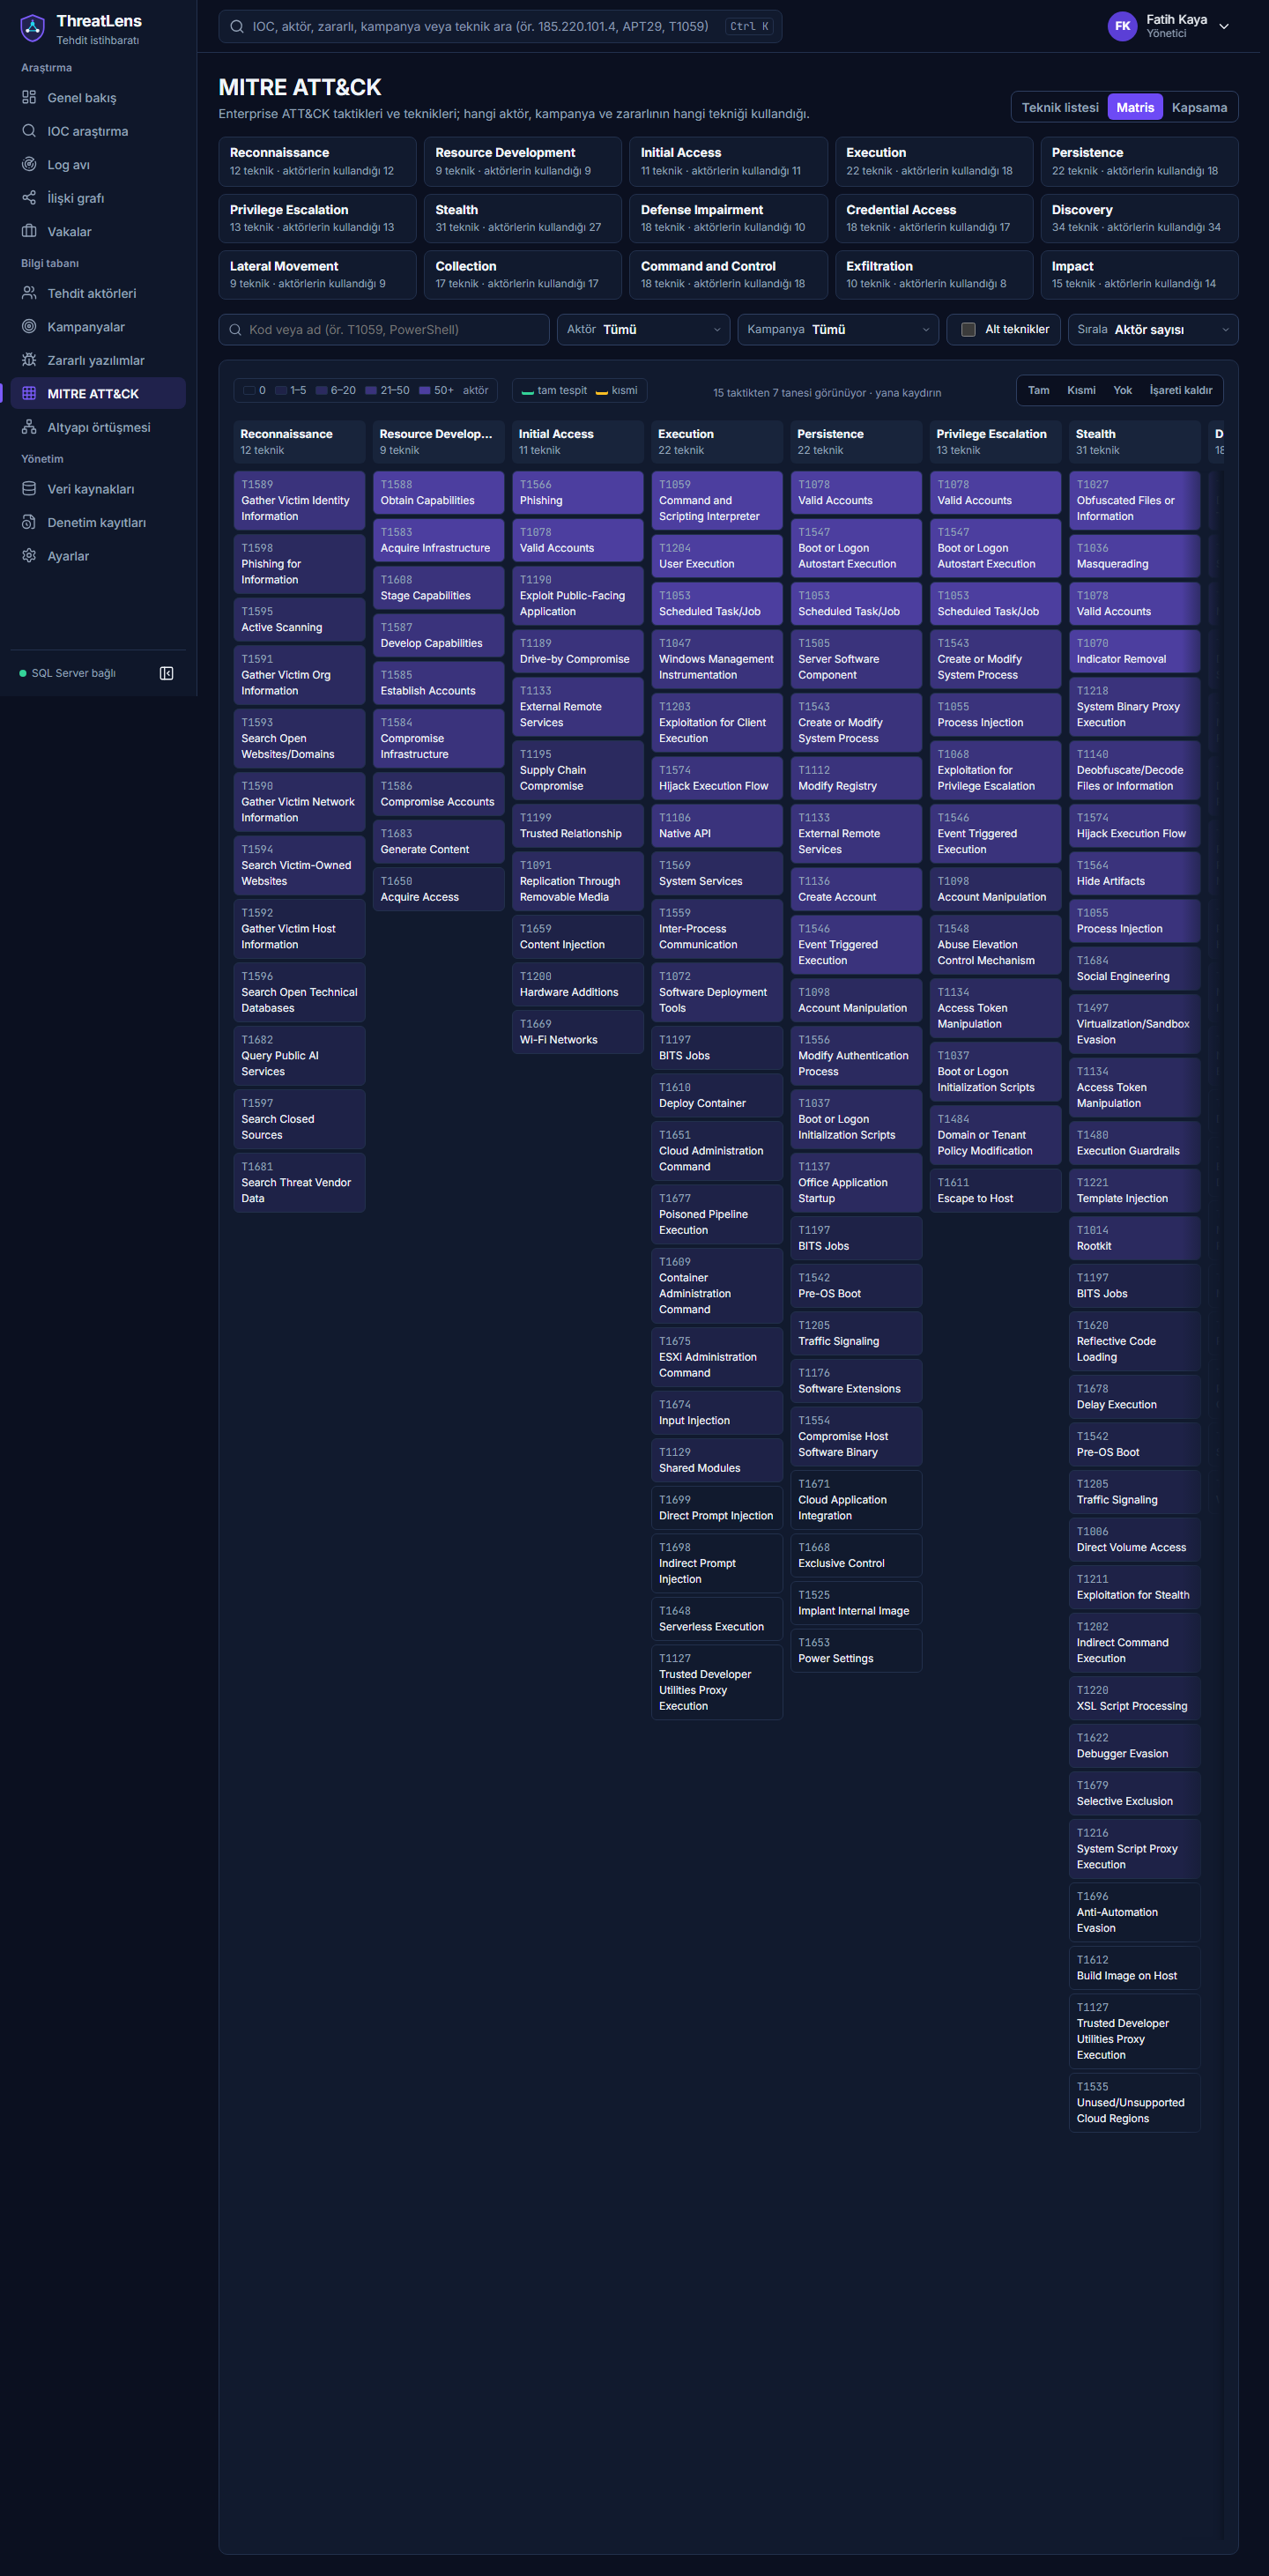 ThreatLens
Tehdit istihbaratı
Araştırma
Genel bakış
IOC araştırma
Log avı
İlişki grafı
Vakalar
Bilgi tabanı
Tehdit aktörleri
Kampanyalar
Zararlı yazılımlar
MITRE ATT&CK
Altyapı örtüşmesi
Yönetim
Veri kaynakları
Denetim kayıtları
Ayarlar
SQL Server bağlı
IOC, aktör, zararlı, kampanya veya teknik ara (ör. 185.220.101.4, APT29, T1059)
Ctrl K
FK
Fatih Kaya
Yönetici
MITRE ATT&CK
Enterprise ATT&CK taktikleri ve teknikleri; hangi aktör, kampanya ve zararlının hangi tekniği kullandığı.
Teknik listesi
Matris
Kapsama
Reconnaissance
12 teknik · aktörlerin kullandığı 12
Resource Development
9 teknik · aktörlerin kullandığı 9
Initial Access
11 teknik · aktörlerin kullandığı 11
Execution
22 teknik · aktörlerin kullandığı 18
Persistence
22 teknik · aktörlerin kullandığı 18
Privilege Escalation
13 teknik · aktörlerin kullandığı 13
Stealth
31 teknik · aktörlerin kullandığı 27
Defense Impairment
18 teknik · aktörlerin kullandığı 10
Credential Access
18 teknik · aktörlerin kullandığı 17
Discovery
34 teknik · aktörlerin kullandığı 34
Lateral Movement
9 teknik · aktörlerin kullandığı 9
Collection
17 teknik · aktörlerin kullandığı 17
Command and Control
18 teknik · aktörlerin kullandığı 18
Exfiltration
10 teknik · aktörlerin kullandığı 8
Impact
15 teknik · aktörlerin kullandığı 14
Kod veya ad (ör. T1059, PowerShell)
Aktör Tümü
Kampanya Tümü
Alt teknikler
Sırala Aktör sayısı
0 1–5 6–20 21–50 50+ aktör
tam tespit kısmi
15 taktikten 7 tanesi görünüyor · yana kaydırın
Tam Kısmi Yok İşareti kaldır
Reconnaissance
12 teknik
T1589
Gather Victim Identity
Information
T1598
Phishing for
Information
T1595
Active Scanning
T1591
Gather Victim Org
Information
T1593
Search Open
Websites/Domains
T1590
Gather Victim Network
Information
T1594
Search Victim-Owned
Websites
T1592
Gather Victim Host
Information
T1596
Search Open Technical
Databases
T1682
Query Public AI
Services
T1597
Search Closed
Sources
T1681
Search Threat Vendor
Data
Resource Develop...
9 teknik
T1588
Obtain Capabilities
T1583
Acquire Infrastructure
T1608
Stage Capabilities
T1587
Develop Capabilities
T1585
Establish Accounts
T1584
Compromise
Infrastructure
T1586
Compromise Accounts
T1683
Generate Content
T1650
Acquire Access
Initial Access
11 teknik
T1566
Phishing
T1078
Valid Accounts
T1190
Exploit Public-Facing
Application
T1189
Drive-by Compromise
T1133
External Remote
Services
T1195
Supply Chain
Compromise
T1199
Trusted Relationship
T1091
Replication Through
Removable Media
T1659
Content Injection
T1200
Hardware Additions
T1669
Wi-Fi Networks
Execution
22 teknik
T1059
Command and
Scripting Interpreter
T1204
User Execution
T1053
Scheduled Task/Job
T1047
Windows Management
Instrumentation
T1203
Exploitation for Client
Execution
T1574
Hijack Execution Flow
T1106
Native API
T1569
System Services
T1559
Inter-Process
Communication
T1072
Software Deployment
Tools
T1197
BITS Jobs
T1610
Deploy Container
T1651
Cloud Administration
Command
T1677
Poisoned Pipeline
Execution
T1609
Container
Administration
Command
T1675
ESXi Administration
Command
T1674
Input Injection
T1129
Shared Modules
T1699
Direct Prompt Injection
T1698
Indirect Prompt
Injection
T1648
Serverless Execution
T1127
Trusted Developer
Utilities Proxy
Execution
Persistence
22 teknik
T1078
Valid Accounts
T1547
Boot or Logon
Autostart Execution
T1053
Scheduled Task/Job
T1505
Server Software
Component
T1543
Create or Modify
System Process
T1112
Modify Registry
T1133
External Remote
Services
T1136
Create Account
T1546
Event Triggered
Execution
T1098
Account Manipulation
T1556
Modify Authentication
Process
T1037
Boot or Logon
Initialization Scripts
T1137
Office Application
Startup
T1197
BITS Jobs
T1542
Pre-OS Boot
T1205
Traffic Signaling
T1176
Software Extensions
T1554
Compromise Host
Software Binary
T1671
Cloud Application
Integration
T1668
Exclusive Control
T1525
Implant Internal Image
T1653
Power Settings
Privilege Escalation
13 teknik
T1078
Valid Accounts
T1547
Boot or Logon
Autostart Execution
T1053
Scheduled Task/Job
T1543
Create or Modify
System Process
T1055
Process Injection
T1068
Exploitation for
Privilege Escalation
T1546
Event Triggered
Execution
T1098
Account Manipulation
T1548
Abuse Elevation
Control Mechanism
T1134
Access Token
Manipulation
T1037
Boot or Logon
Initialization Scripts
T1484
Domain or Tenant
Policy Modification
T1611
Escape to Host
Stealth
31 teknik
T1027
Obfuscated Files or
Information
T1036
Masquerading
T1078
Valid Accounts
T1070
Indicator Removal
T1218
System Binary Proxy
Execution
T1140
Deobfuscate/Decode
Files or Information
T1574
Hijack Execution Flow
T1564
Hide Artifacts
T1055
Process Injection
T1684
Social Engineering
T1497
Virtualization/Sandbox
Evasion
T1134
Access Token
Manipulation
T1480
Execution Guardrails
T1221
Template Injection
T1014
Rootkit
T1197
BITS Jobs
T1620
Reflective Code
Loading
T1678
Delay Execution
T1542
Pre-OS Boot
T1205
Traffic Signaling
T1006
Direct Volume Access
T1211
Exploitation for Stealth
T1202
Indirect Command
Execution
T1220
XSL Script Processing
T1622
Debugger Evasion
T1679
Selective Exclusion
T1216
System Script Proxy
Execution
T1696
Anti-Automation
Evasion
T1612
Build Image on Host
T1127
Trusted Developer
Utilities Proxy
Execution
T1535
Unused/Unsupported
Cloud Regions
D
18